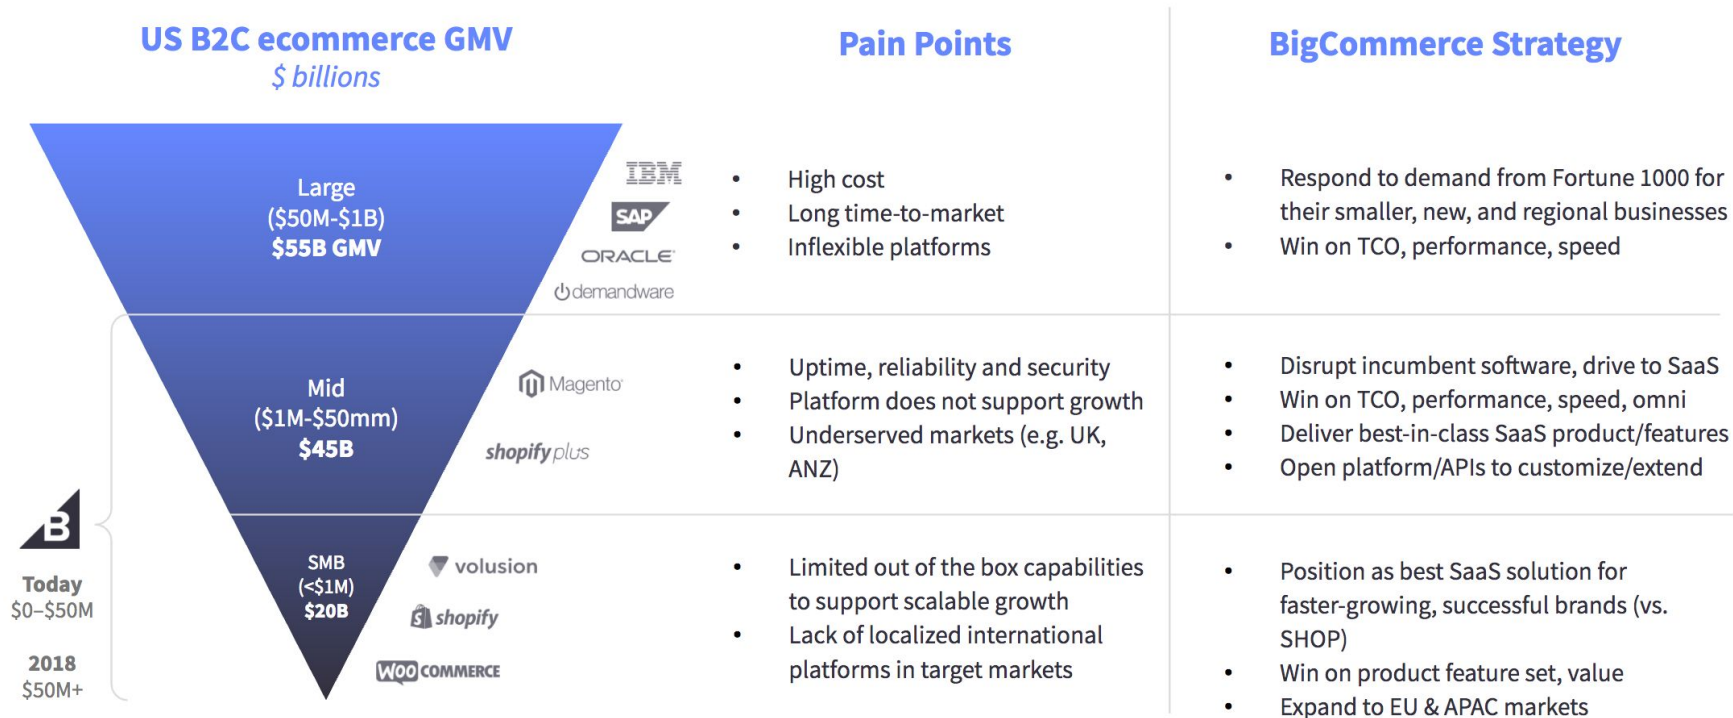 US B2C ecommerce GMV
$ billions
Pain Points
BigCommerce Strategy
Large
($50M-$1B)
$55B GMV
IBM
SAP
ORACLE
demandware
• High cost
• Long time-to-market
• Inflexible platforms
• Respond to demand from Fortune 1000 for
their smaller, new, and regional businesses
• Win on TCO, performance, speed
Mid
($1M-$50mm)
$45B
Magento
shopify plus
• Uptime, reliability and security
• Platform does not support growth
• Underserved markets (e.g. UK,
ANZ)
• Disrupt incumbent software, drive to SaaS
• Win on TCO, performance, speed, omni
• Deliver best-in-class SaaS product/features
• Open platform/APIs to customize/extend
B
Today
$0–$50M
2018
$50M+
SMB
(<$1M)
$20B
volusion
shopify
WOO COMMERCE
• Limited out of the box capabilities
to support scalable growth
• Lack of localized international
platforms in target markets
• Position as best SaaS solution for
faster-growing, successful brands (vs.
SHOP)
• Win on product feature set, value
• Expand to EU & APAC markets